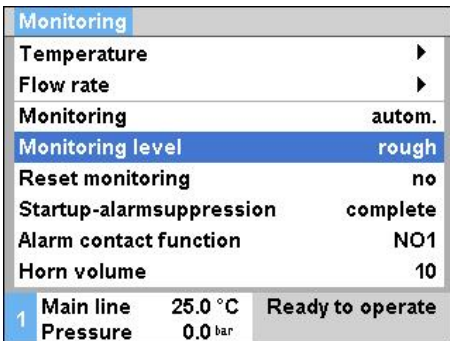 Monitoring
Temperature
Flow rate
Monitoring autom.
Monitoring level rough
Reset monitoring no
Startup-alarmsuppression complete
Alarm contact function NO1
Horn volume 10
1 Main line 25.0 °C Ready to operate
Pressure 0.0 bar